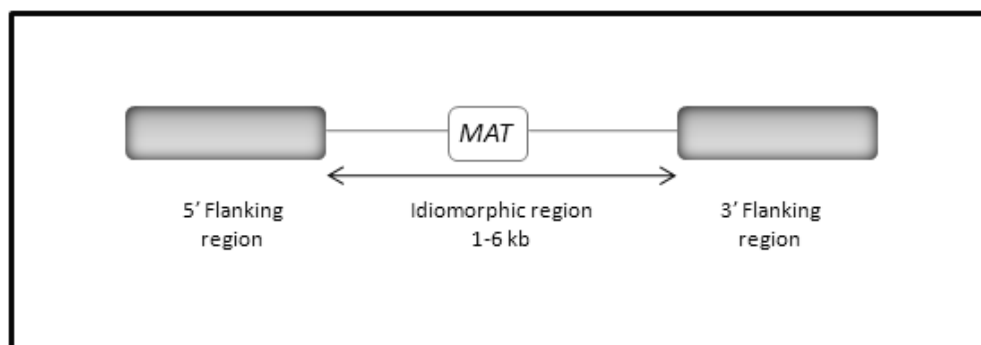 MAT
5′ Flanking
region
Idiomorphic region
1-6 kb
3′ Flanking
region